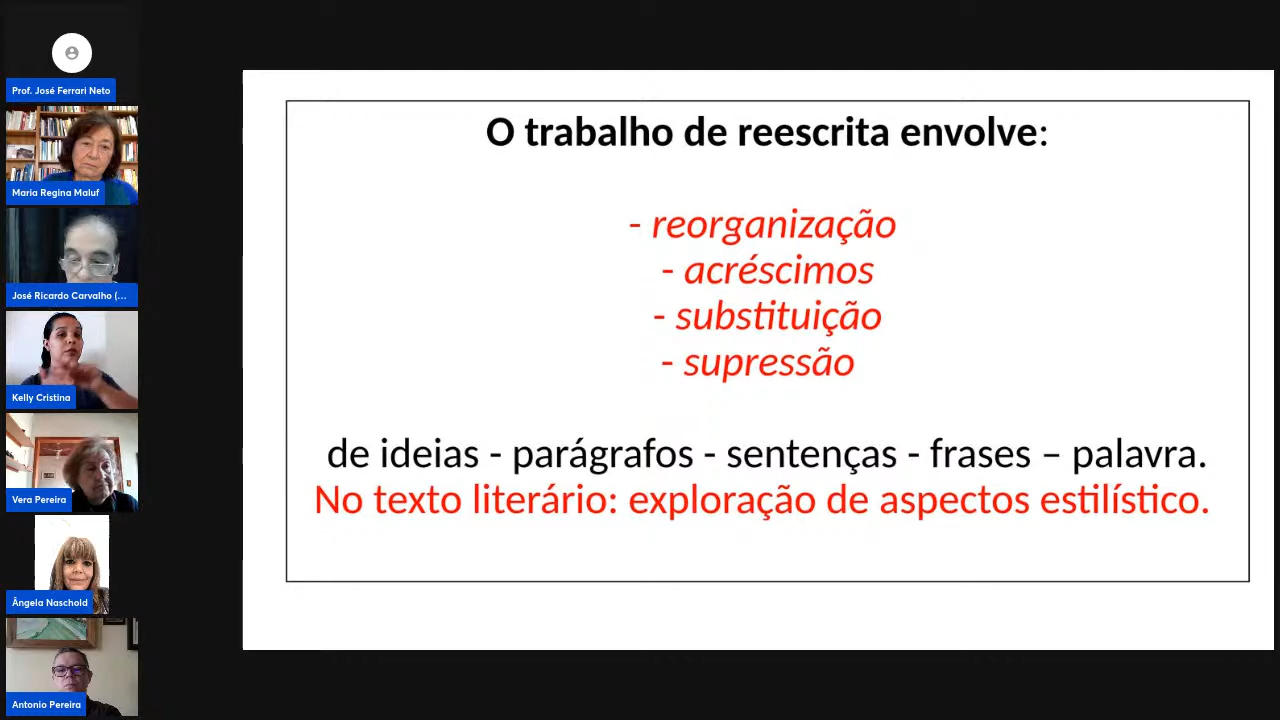 Prof. José Ferrari Neto
Maria Regina Maluf
José Ricardo Carvalho (...
Kelly Cristina
Vera Pereira
Ângela Naschold
Antonio Pereira
O trabalho de reescrita envolve:
- reorganização
- acréscimos
- substituição
- supressão
de ideias - parágrafos - sentenças - frases – palavra.
No texto literário: exploração de aspectos estilístico.